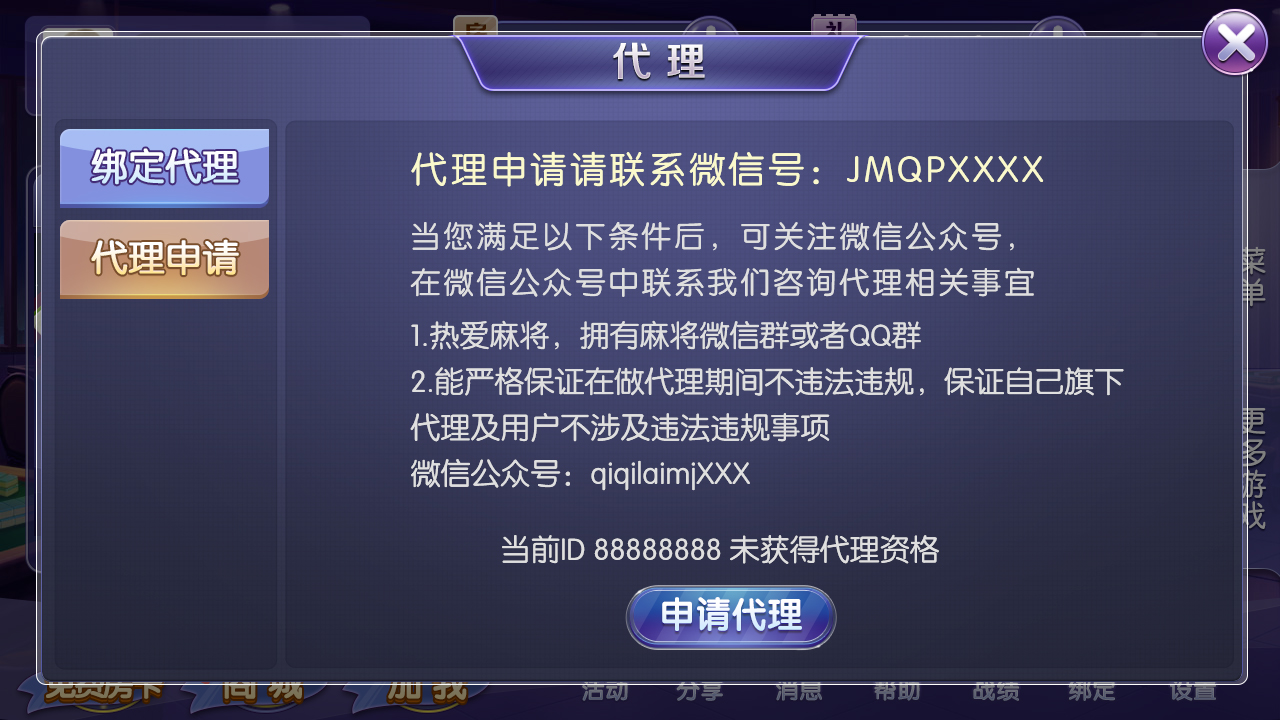 代理
绑定代理
代理申请
代理申请请联系微信号：JMQPXXXX
当您满足以下条件后，可关注微信公众号，
在微信公众号中联系我们咨询代理相关事宜
1.热爱麻将，拥有麻将微信群或者QQ群
2.能严格保证在做代理期间不违法违规，保证自己旗下
代理及用户不涉及违法违规事项
微信公众号：qiqilaimjXXX
当前ID 88888888 未获得代理资格
申请代理
菜单
更多游戏
免费房卡
商城
加我
活动
分享
消息
帮助
战绩
绑定
设置